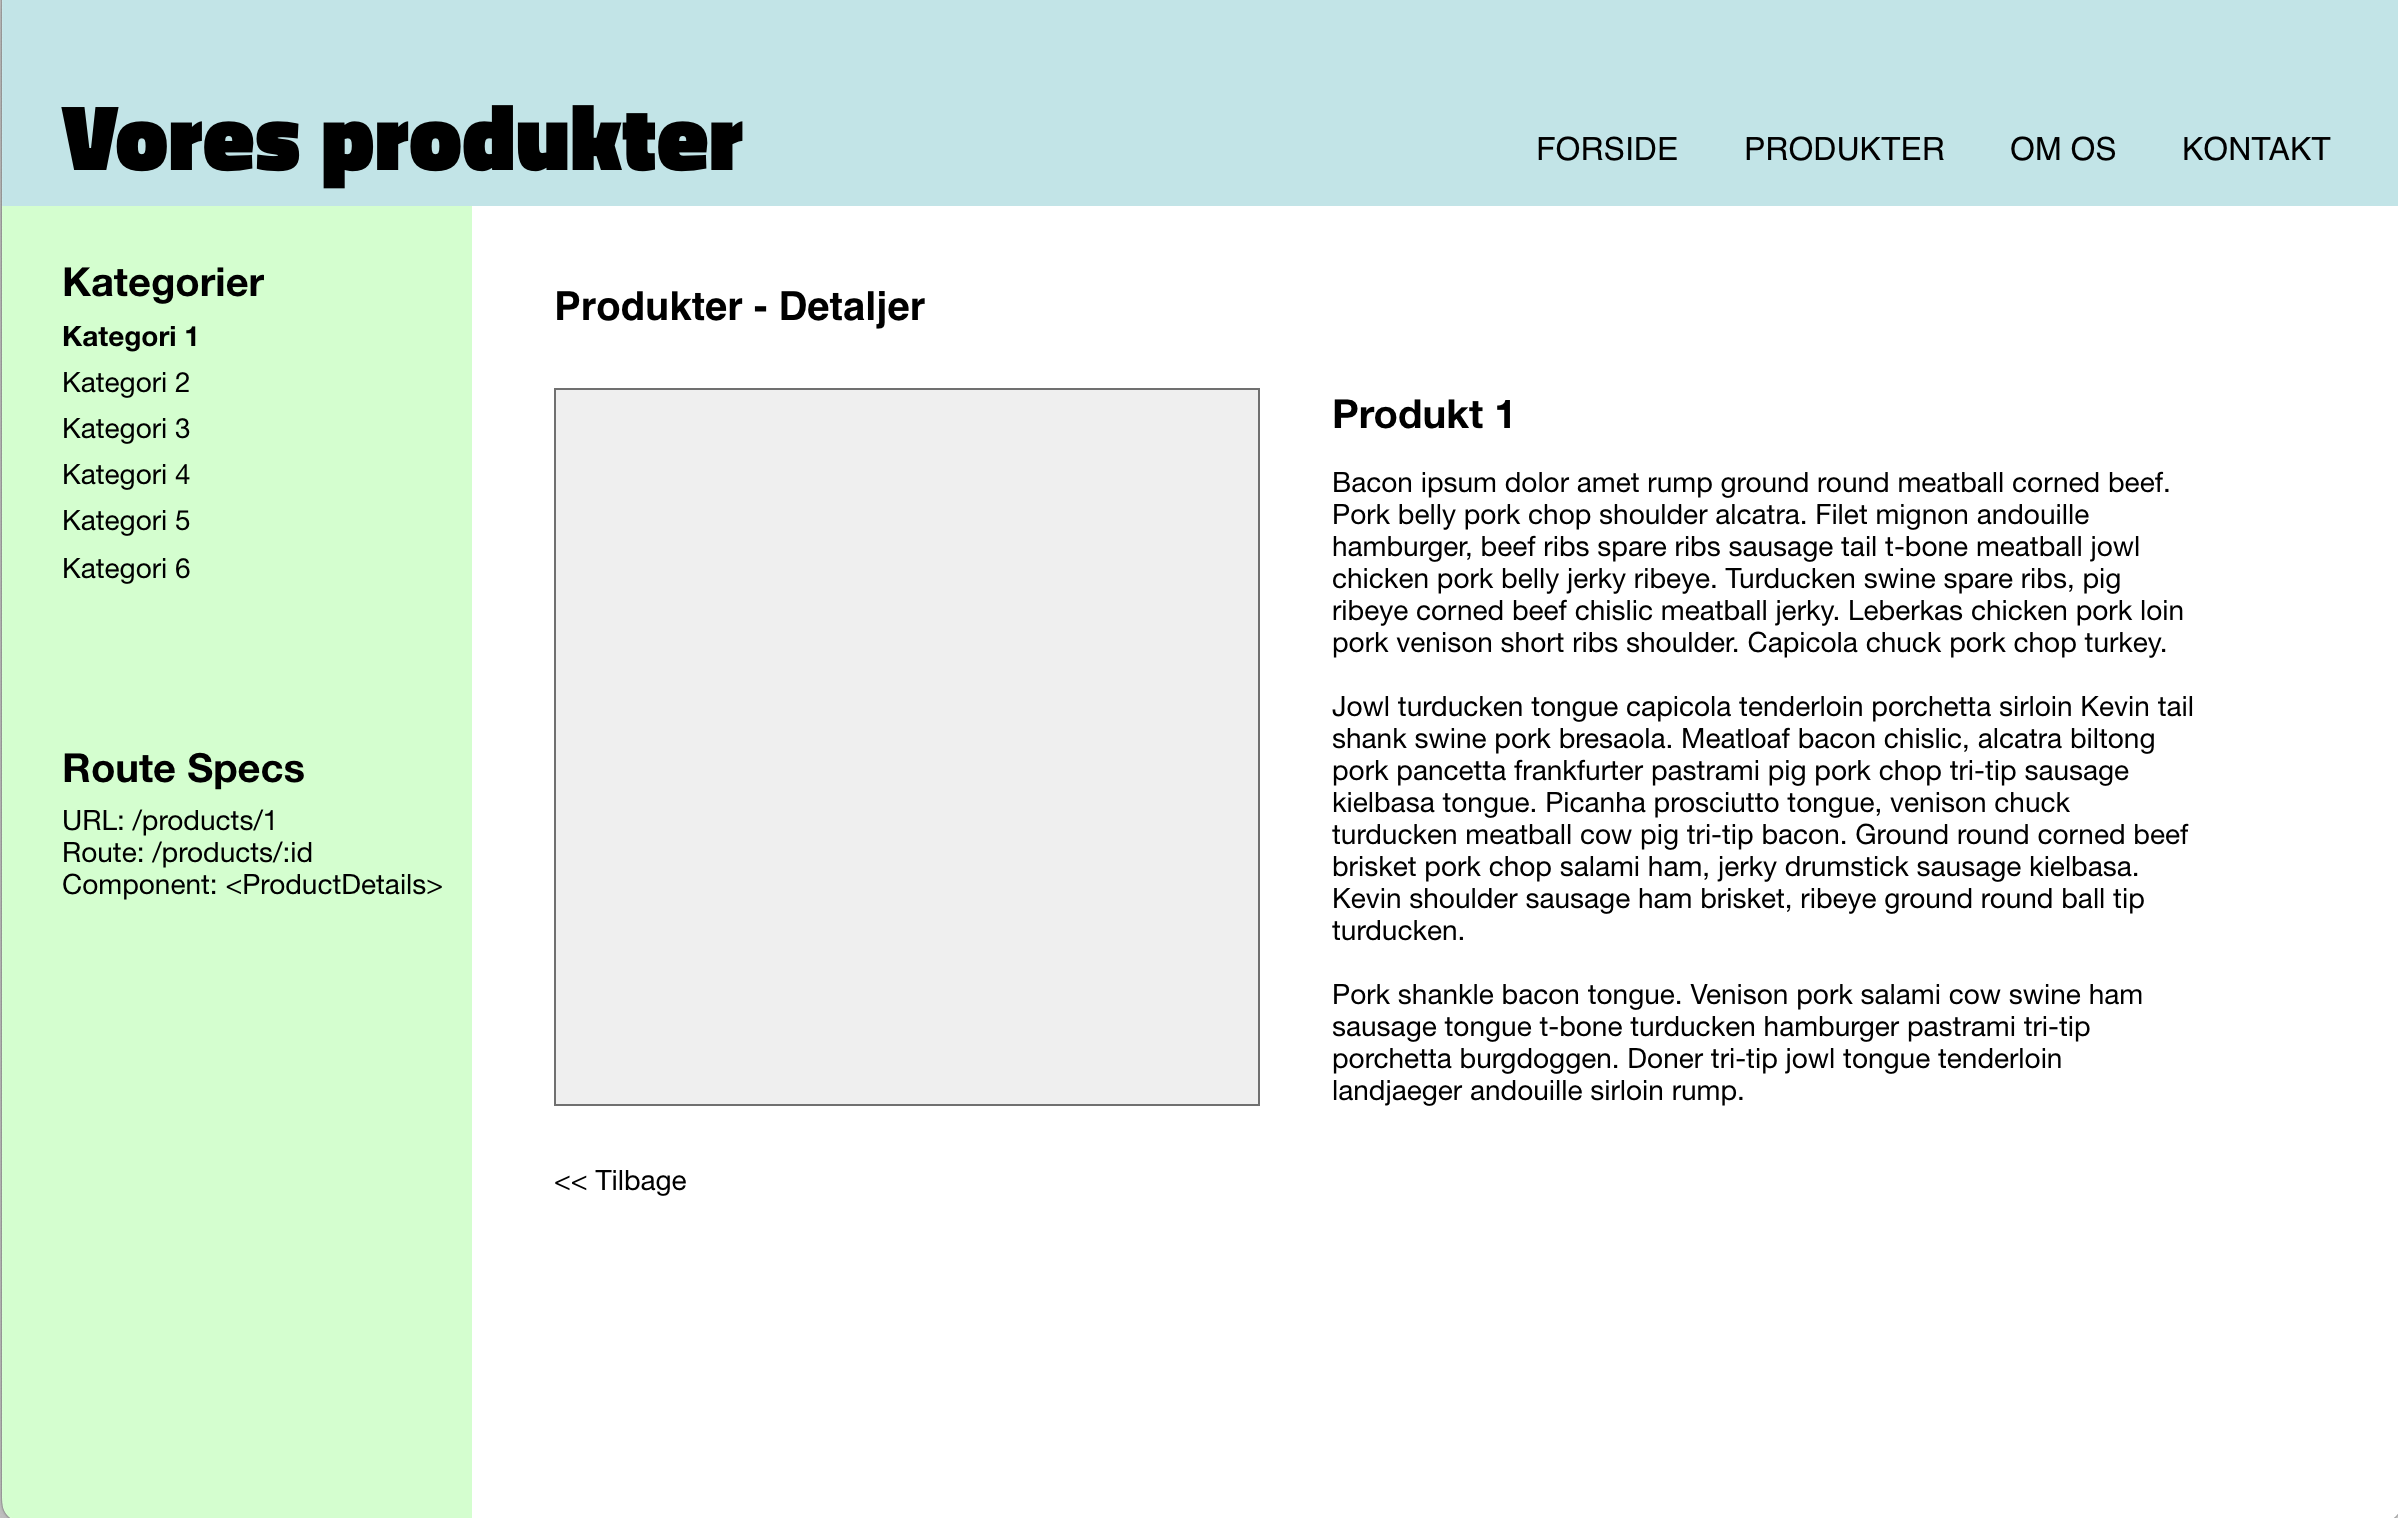 Vores produkter
FORSIDE PRODUKTER OM OS KONTAKT
Kategorier
Kategori 1
Kategori 2
Kategori 3
Kategori 4
Kategori 5
Kategori 6
Route Specs
URL: /products/1
Route: /products/:id
Component: <ProductDetails>
Produkter - Detaljer
Produkt 1
Bacon ipsum dolor amet rump ground round meatball corned beef.
Pork belly pork chop shoulder alcatra. Filet mignon andouille
hamburger, beef ribs spare ribs sausage tail t-bone meatball jowl
chicken pork belly jerky ribeye. Turducken swine spare ribs, pig
ribeye corned beef chislic meatball jerky. Leberkas chicken pork loin
pork venison short ribs shoulder. Capicola chuck pork chop turkey.
Jowl turducken tongue capicola tenderloin porchetta sirloin Kevin tail
shank swine pork bresaola. Meatloaf bacon chislic, alcatra biltong
pork pancetta frankfurter pastrami pig pork chop tri-tip sausage
kielbasa tongue. Picanha prosciutto tongue, venison chuck
turducken meatball cow pig tri-tip bacon. Ground round corned beef
brisket pork chop salami ham, jerky drumstick sausage kielbasa.
Kevin shoulder sausage ham brisket, ribeye ground round ball tip
turducken.
Pork shankle bacon tongue. Venison pork salami cow swine ham
sausage tongue t-bone turducken hamburger pastrami tri-tip
porchetta burgdoggen. Doner tri-tip jowl tongue tenderloin
landjaeger andouille sirloin rump.
<< Tilbage